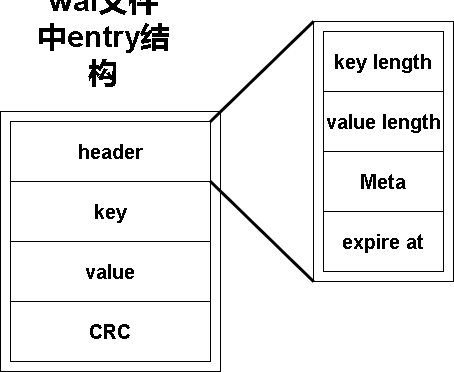 wal文件
中entry结
构
header
key
value
CRC
key length
value length
Meta
expire at